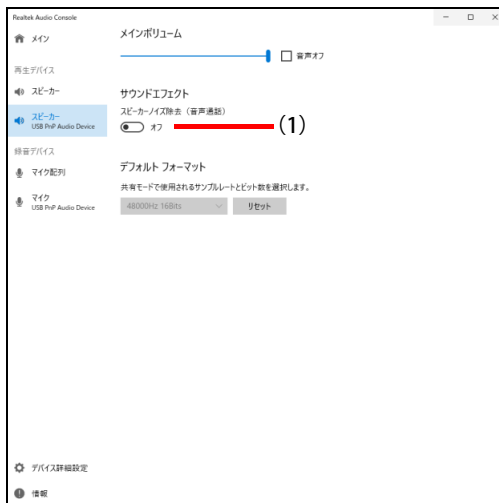 Realtek Audio Console
メイン
再生デバイス
スピーカー
スピーカー
USB PnP Audio Device
録音デバイス
マイク配列
マイク
USB PnP Audio Device
デバイス詳細設定
情報
メインボリューム
音声オフ
サウンドエフェクト
スピーカーノイズ除去（音声通話）
オフ
(1)
デフォルト フォーマット
共有モードで使用されるサンプルレートとビット数を選択します。
48000Hz 16Bits
リセット